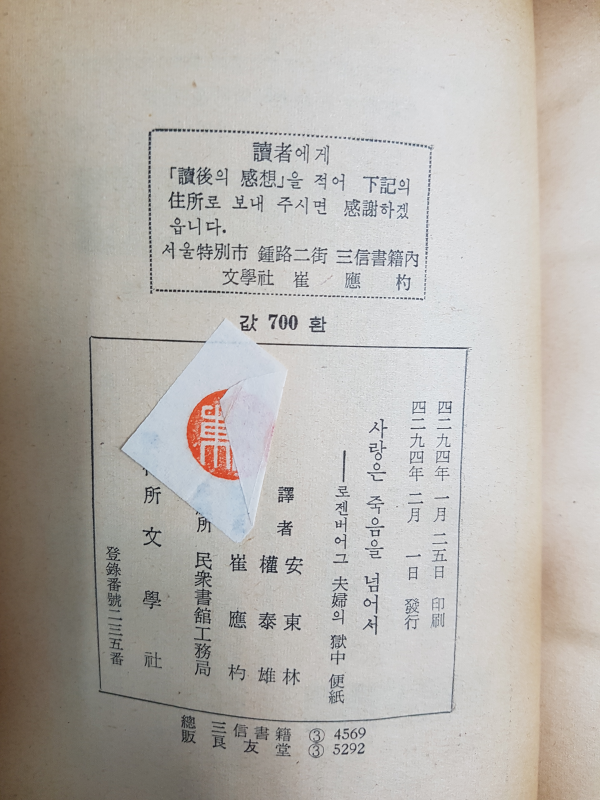 讀者에게
「讀後의 感想」을 적어 下記의
住所로 보내 주시면 感謝하겠
읍니다.
서울特別市 鍾路二街 三信書籍內
文學社 崔應杓
값 700 환
四二九四年 一月 二五日 印刷
四二九四年 二月 一日 發行
사랑은 죽음을 넘어서
──로젠버어그 夫婦의 獄中 便紙
譯者 安東林
權泰雄
崔應杓
所 民衆書館工務局
所 文學社
登錄番號二三五番
總販 三信書籍 ③ 4569
良友堂 ③ 5292